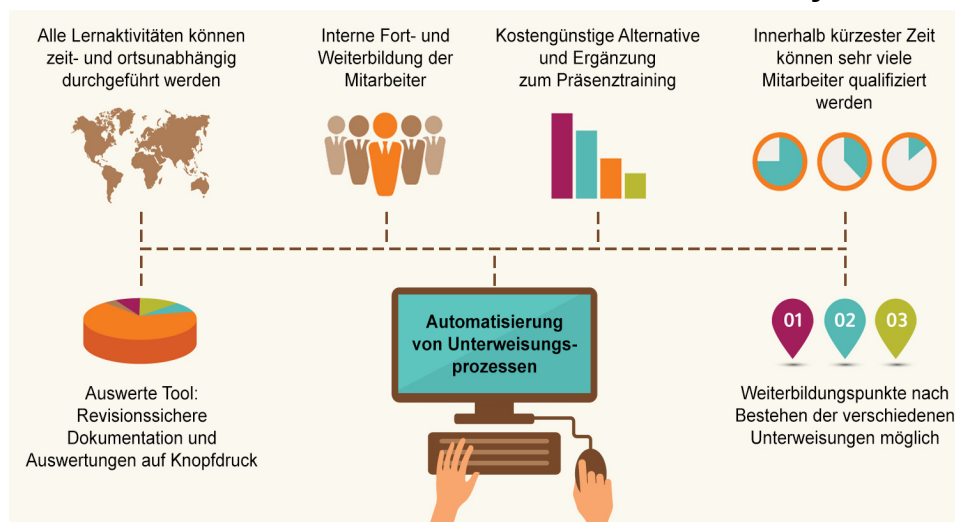 Alle Lernaktivitäten können
zeit- und ortsunabhängig
durchgeführt werden
Interne Fort- und
Weiterbildung der
Mitarbeiter
Kostengünstige Alternative
und Ergänzung
zum Präsenztraining
Innerhalb kürzester Zeit
können sehr viele
Mitarbeiter qualifiziert
werden
Auswerte Tool:
Revisionssichere
Dokumentation und
Auswertungen auf Knopfdruck
Automatisierung
von Unterweisungs-
prozessen
01 02 03
Weiterbildungspunkte nach
Bestehen der verschiedenen
Unterweisungen möglich